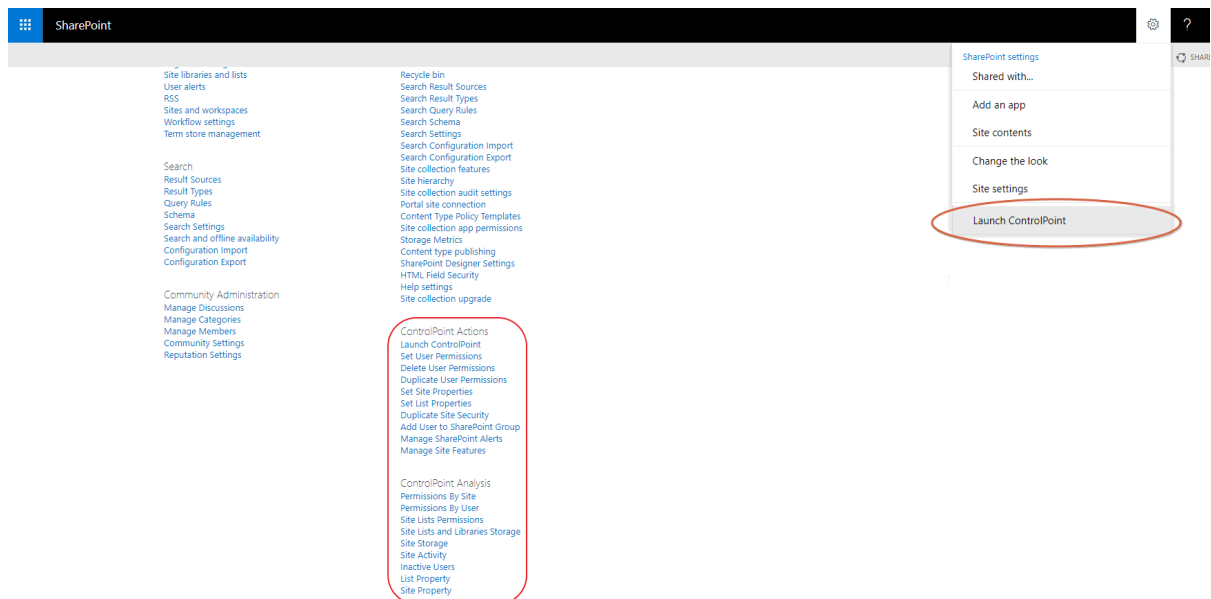 SharePoint
?
SharePoint settings
Shared with...
Add an app
Site contents
Change the look
Site settings
Launch ControlPoint
Site libraries and lists
User alerts
RSS
Sites and workspaces
Workflow settings
Term store management
Search
Result Sources
Result Types
Query Rules
Schema
Search Settings
Search and offline availability
Configuration Import
Configuration Export
Community Administration
Manage Discussions
Manage Categories
Manage Members
Community Settings
Reputation Settings
Recycle bin
Search Result Sources
Search Result Types
Search Query Rules
Search Schema
Search Settings
Search Configuration Import
Search Configuration Export
Site collection features
Site hierarchy
Site collection audit settings
Portal site connection
Content Type Policy Templates
Site collection app permissions
Storage Metrics
Content type publishing
SharePoint Designer Settings
HTML Field Security
Help settings
Site collection upgrade
ControlPoint Actions
Launch ControlPoint
Set User Permissions
Delete User Permissions
Duplicate User Permissions
Set Site Properties
Set List Properties
Duplicate Site Security
Add User to SharePoint Group
Manage SharePoint Alerts
Manage Site Features
ControlPoint Analysis
Permissions By Site
Permissions By User
Site Lists Permissions
Site Lists and Libraries Storage
Site Storage
Site Activity
Inactive Users
List Property
Site Property